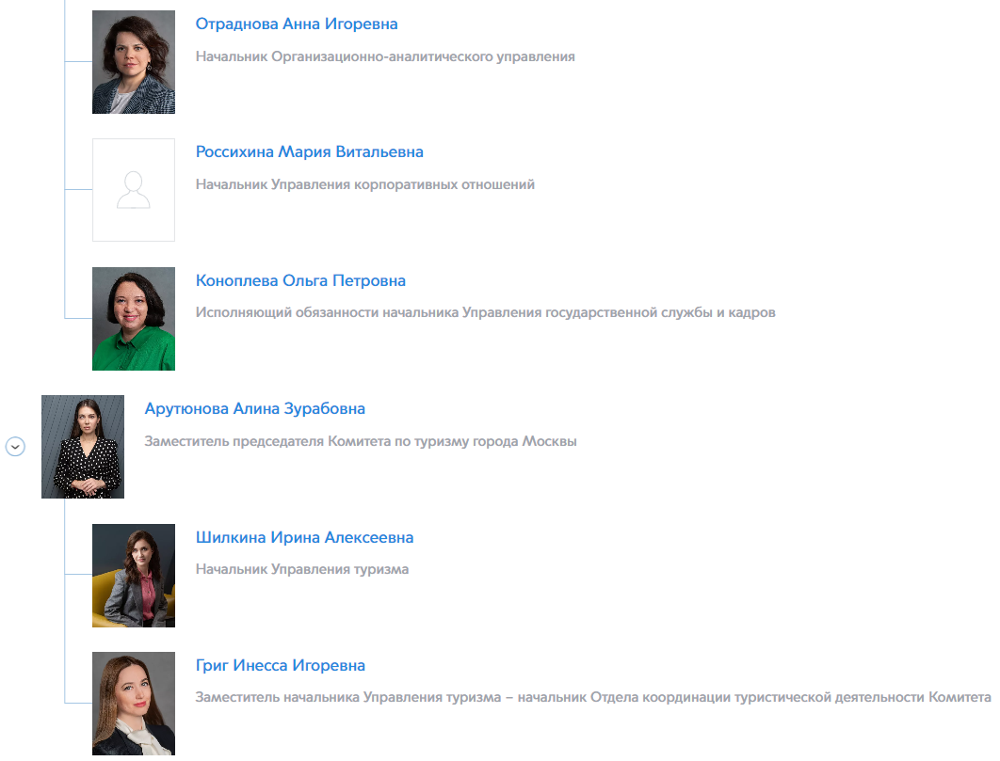 Отраднова Анна Игоревна
Начальник Организационно-аналитического управления
Россихина Мария Витальевна
Начальник Управления корпоративных отношений
Коноплева Ольга Петровна
Исполняющий обязанности начальника Управления государственной службы и кадров
Арутюнова Алина Зурабовна
Заместитель председателя Комитета по туризму города Москвы
Шилкина Ирина Алексеевна
Начальник Управления туризма
Григ Инесса Игоревна
Заместитель начальника Управления туризма – начальник Отдела координации туристической деятельности Комитета